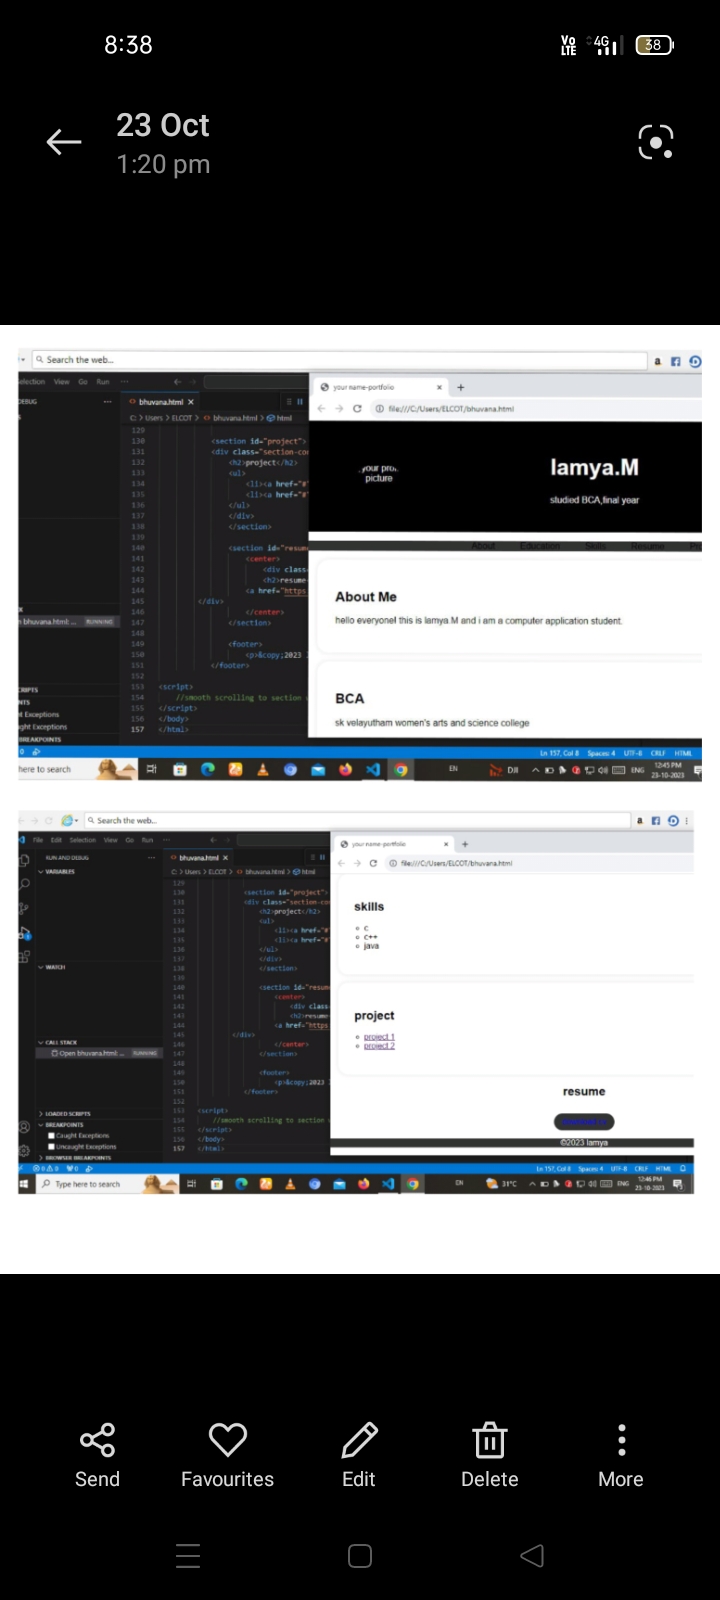 8:38
Vo LTE 4G 38
23 Oct
1:20 pm
Search the web...
Selection View Go Run ...
bhuvana.html
C: > Users > ELCOT > bhuvana.html > html
129
130 <section id="project">
131 <div class="section-co
132 <h2>project</h2>
133 <ul>
134 <li><a href="#"
135 <li><a href="#"
136 </ul>
137 </div>
138 </section>
139
140 <section id="resum
141 <center>
142 <div clas
143 <h2>resume
144 <a href="https
145 </div>
146 </center>
147 </section>
148
149 <footer>
150 <p>&copy;2023
151 </footer>
152
153 <script>
154 //smooth scrolling to section
155 </script>
156 </body>
157 </html>
bhuvana.html: ... RUNNING
Exceptions
Exceptions
BREAKPOINTS
your name-portfolio
file:///C:/Users/ELCOT/bhuvana.html
picture
lamya.M
studied BCA,final year
About Education Skills Resume
About Me
hello everyone! this is lamya.M and i am a computer application student.
BCA
sk velayutham women's arts and science college
Ln 157, Col 8 Spaces: 4 UTF-8 CRLF HTML
here to search
EN
ENG
12:45 PM
23-10-2023
Search the web...
File Edit Selection View Go Run ...
RUN AND DEBUG ...
VARIABLES
WATCH
CALL STACK
Open bhuvana.html: ... RUNNING
LOADED SCRIPTS
BREAKPOINTS
Caught Exceptions
Uncaught Exceptions
BROWSER BREAKPOINTS
bhuvana.html
C: > Users > ELCOT > bhuvana.html > html
129
130 <section id="project">
131 <div class="section-co
132 <h2>project</h2>
133 <ul>
134 <li><a href="#"
135 <li><a href="#"
136 </ul>
137 </div>
138 </section>
139
140 <section id="resum
141 <center>
142 <div clas
143 <h2>resume
144 <a href="https
145 </div>
146 </center>
147 </section>
148
149 <footer>
150 <p>&copy;2023
151 </footer>
152
153 <script>
154 //smooth scrolling to section
155 </script>
156 </body>
157 </html>
your name-portfolio
file:///C:/Users/ELCOT/bhuvana.html
skills
c
c++
java
project
project 1
project 2
resume
©2023 lamya
Ln 157, Col 8 Spaces: 4 UTF-8 CRLF HTML
Type here to search
EN
31°C
ENG
12:46 PM
23-10-2023
Send Favourites Edit Delete More